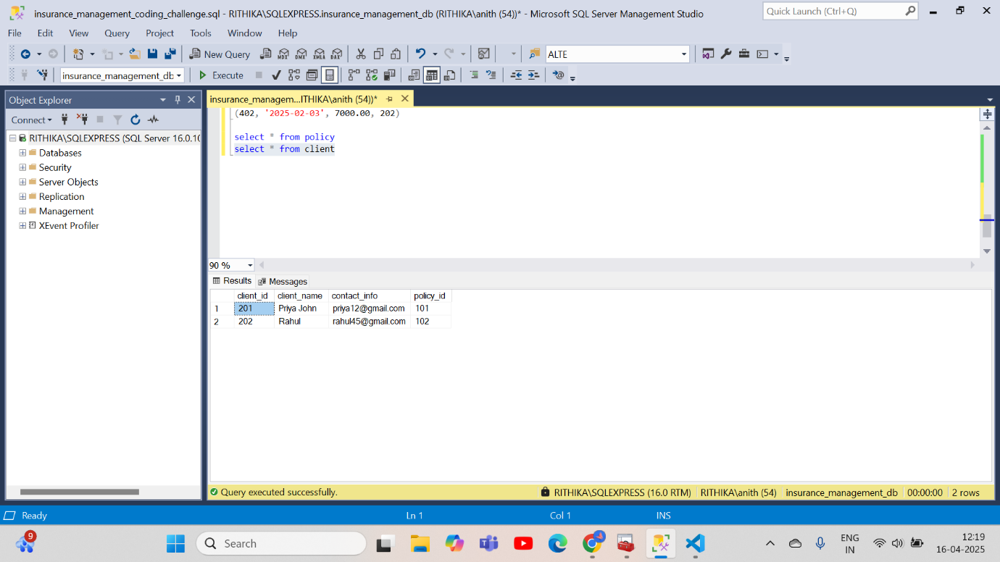 insurance_management_coding_challenge.sql - RITHIKA\SQLEXPRESS.insurance_management_db (RITHIKA\anith (54))* - Microsoft SQL Server Management Studio
Quick Launch (Ctrl+Q)
File Edit View Query Project Tools Window Help
New Query MDX DMX XMLA DAX ALTE
insurance_management_db Execute
Object Explorer
insurance_managem...ITHIKA\anith (54))*
Connect
RITHIKA\SQLEXPRESS (SQL Server 16.0.10
Databases
Security
Server Objects
Replication
Management
XEvent Profiler
(402, '2025-02-03', 7000.00, 202)
select * from policy
select * from client
90 %
Results Messages
client_id client_name contact_info policy_id
1 201 Priya John priya12@gmail.com 101
2 202 Rahul rahul45@gmail.com 102
Query executed successfully. RITHIKA\SQLEXPRESS (16.0 RTM) RITHIKA\anith (54) insurance_management_db 00:00:00 2 rows
Ready Ln 1 Col 1 INS
9
Search
ENG
IN
12:19
16-04-2025